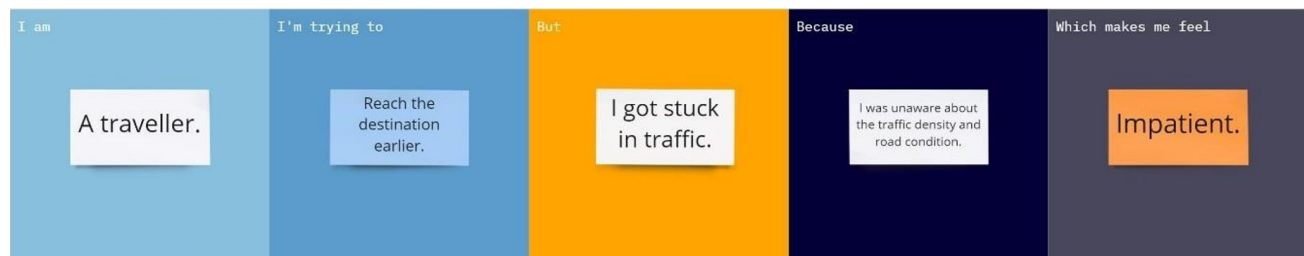 I am
A traveller.
I'm trying to
Reach the
destination
earlier.
But
I got stuck
in traffic.
Because
I was unaware about
the traffic density and
road condition.
Which makes me feel
Impatient.